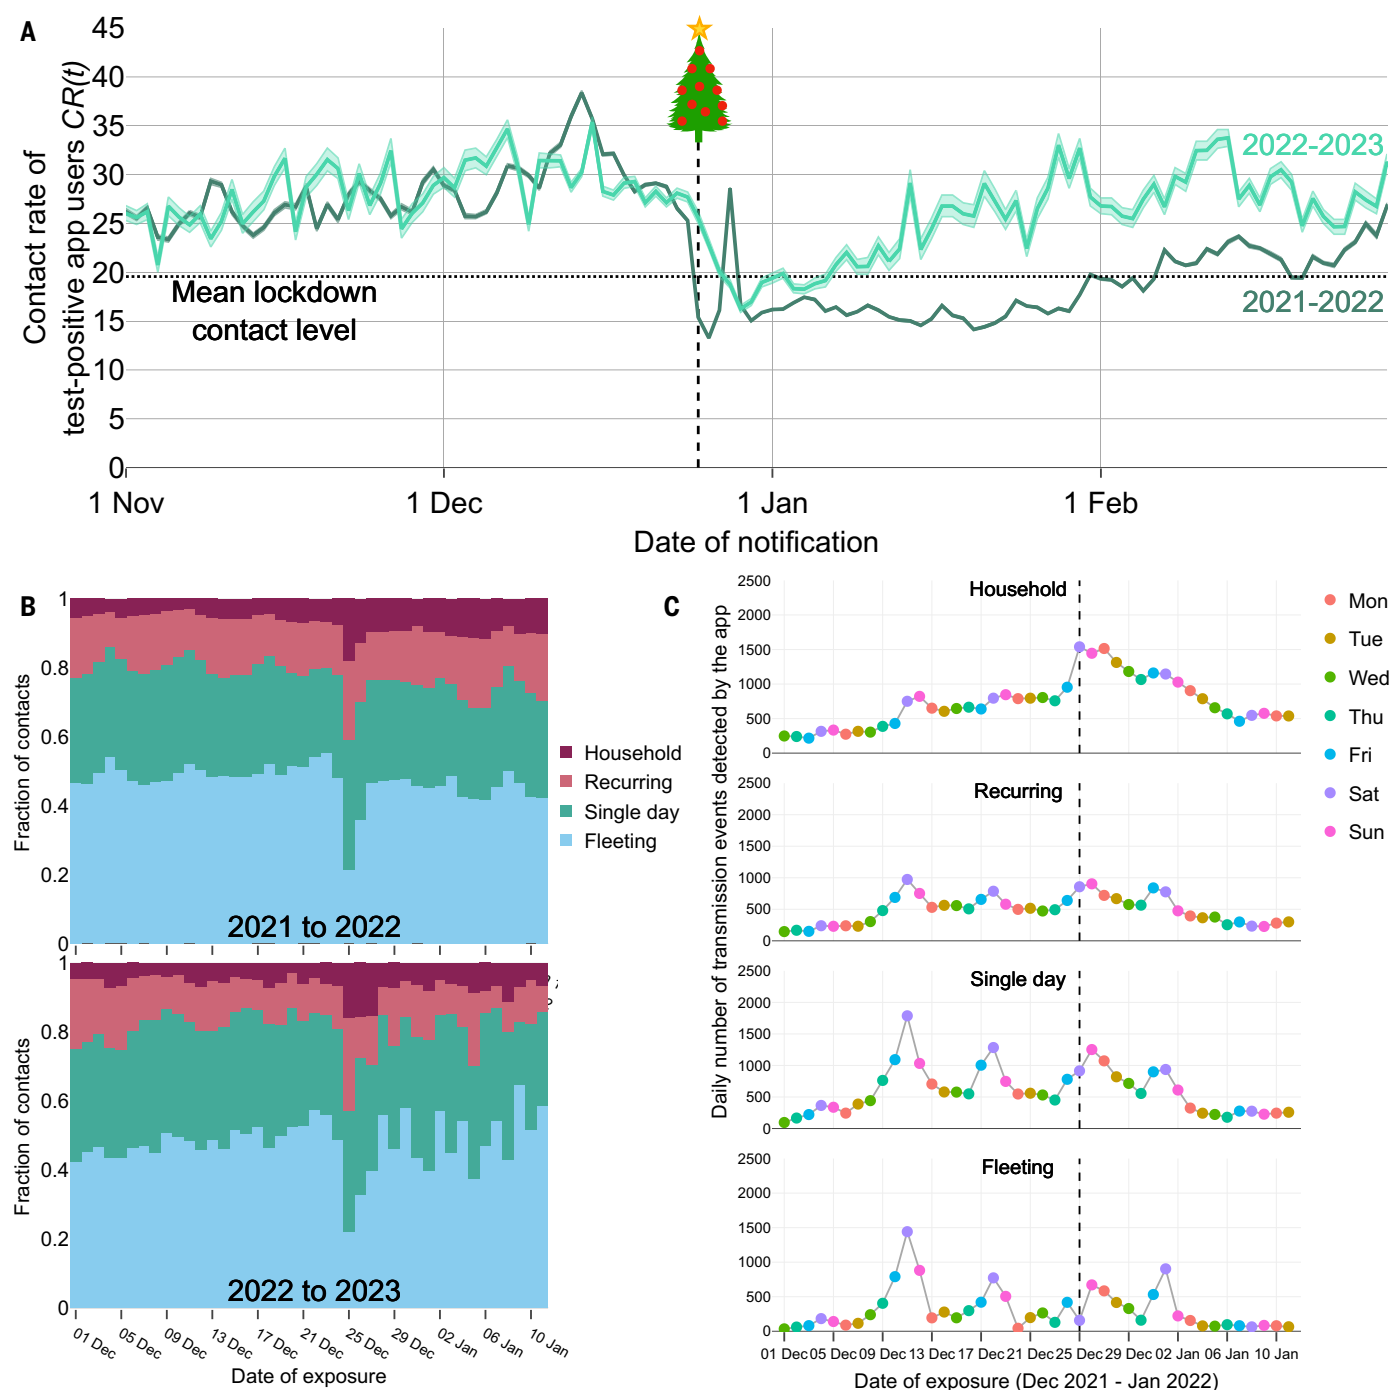 A
45
40
35
30
25
20
15
10
5
0
Contact rate of
test-positive app users CR(t)
2022-2023
2021-2022
Mean lockdown
contact level
1 Nov
1 Dec
1 Jan
1 Feb
Date of notification
B
1
0.8
0.6
0.4
0.2
0
Fraction of contacts
2021 to 2022
Household
Recurring
Single day
Fleeting
1
0.8
0.6
0.4
0.2
0
Fraction of contacts
2022 to 2023
01 Dec
05 Dec
09 Dec
13 Dec
17 Dec
21 Dec
25 Dec
29 Dec
02 Jan
06 Jan
10 Jan
Date of exposure
C
Daily number of transmission events detected by the app
Household
2500
2000
1500
1000
500
0
Recurring
2500
2000
1500
1000
500
0
Single day
2500
2000
1500
1000
500
0
Fleeting
2500
2000
1500
1000
500
0
01 Dec 05 Dec 09 Dec 13 Dec 17 Dec 21 Dec 25 Dec 29 Dec 02 Jan 06 Jan 10 Jan
Date of exposure (Dec 2021 - Jan 2022)
Mon
Tue
Wed
Thu
Fri
Sat
Sun